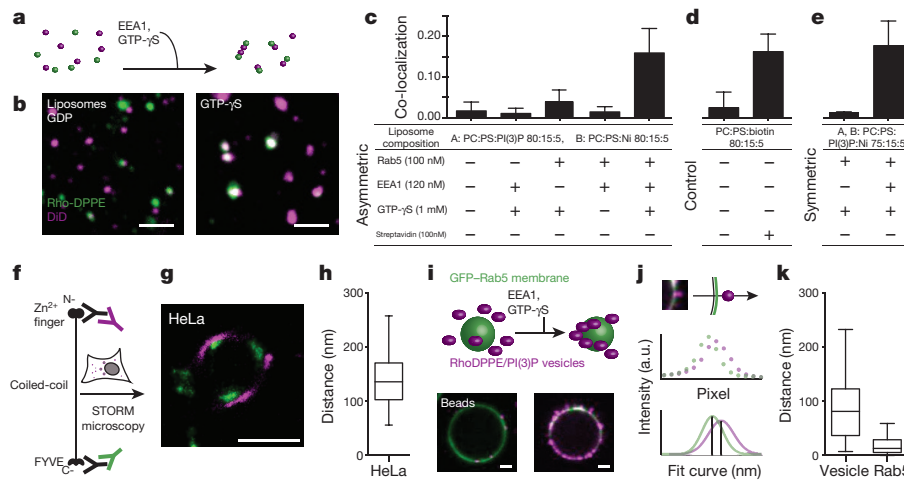 a
EEA1,
GTP-γS
b
Liposomes
GDP
GTP-γS
Rho-DPPE
DiD
c
Co-localization
0.20
0.10
0.00
Liposome composition
A: PC:PS:PI(3)P 80:15:5, B: PC:PS:Ni 80:15:5
Asymmetric
Rab5 (100 nM) – – + + +
EEA1 (120 nM) – + – + +
GTP-γS (1 mM) – + + – +
Streptavidin (100nM) – – – – –
d
PC:PS:biotin
80:15:5
Control
– –
– –
– –
– +
e
A, B: PC:PS:
PI(3)P:Ni 75:15:5
Symmetric
+ +
– +
+ +
– –
f
Zn2+
finger
N-
Coiled-coil
STORM
microscopy
FYVE
C-
g
HeLa
h
Distance (nm)
300
200
100
0
HeLa
i
GFP–Rab5 membrane
EEA1,
GTP-γS
RhoDPPE/PI(3)P vesicles
Beads
j
Intensity (a.u.)
Pixel
Fit curve (nm)
k
Distance (nm)
300
200
100
0
Vesicle Rab5